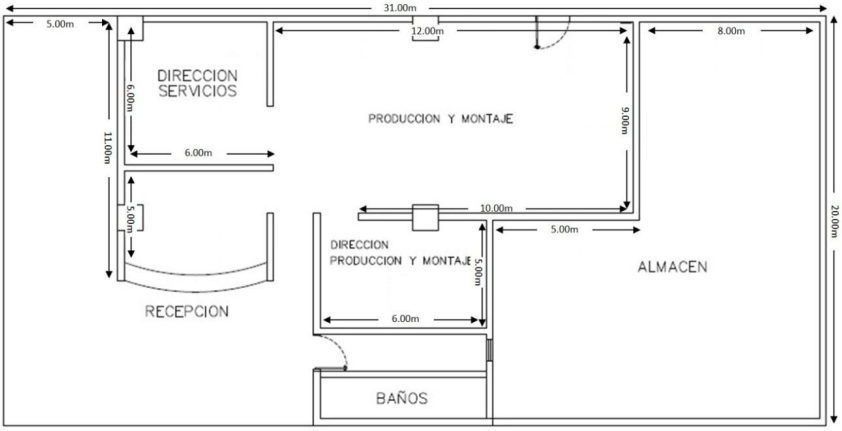 31.00m
5.00m
12.00m
8.00m
DIRECCION
SERVICIOS
6.00m
9.00m
PRODUCCION Y MONTAJE
11.00m
6.00m
5.00m
10.00m
20.00m
5.00m
DIRECCION
PRODUCCION Y MONTAJE
5.00m
ALMACEN
RECEPCION
6.00m
BAÑOS